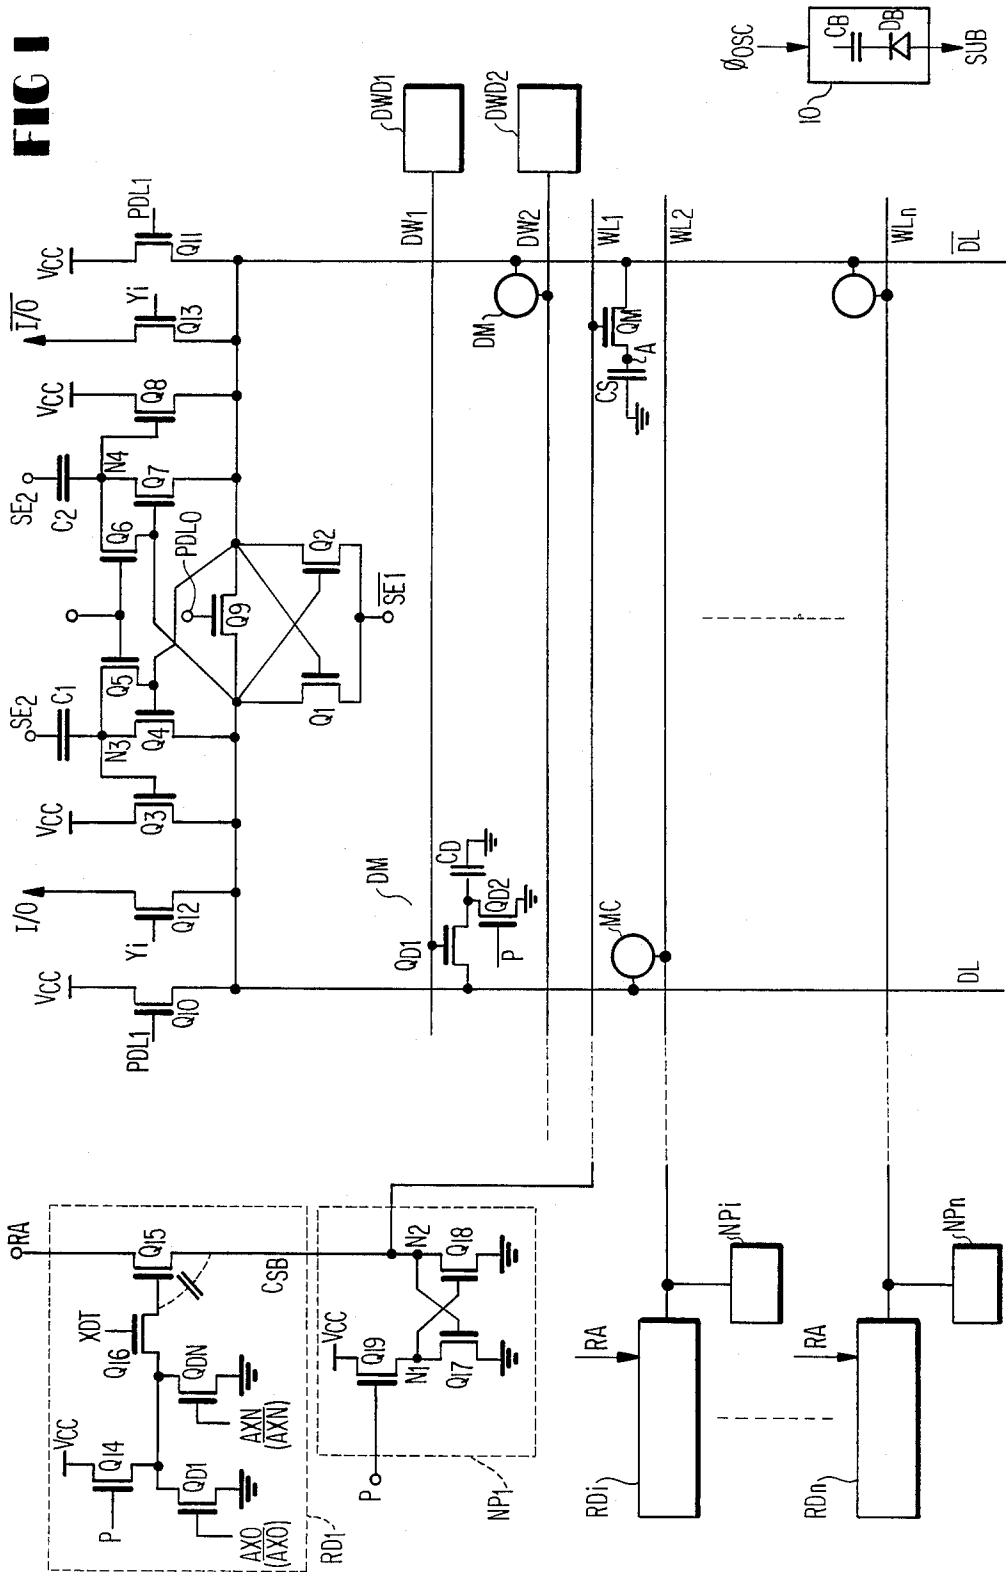 FIG 1
RA
XDT
Q16
Q15
VCC
Q14
P
QDN
QD1
CSB
AXO
(AXO)
AXN
(AXN)
RD1
VCC
Q19
N1
N2
Q17
Q18
P
NP1
RA
RDi
NPi
RA
RDn
NPn
VCC
PDL1
Q10
I/O
Yi
Q12
VCC
Q3
SE2
C1
N3
Q4
Q5
Q6
SE2
C2
N4
Q7
VCC
Q8
I/O
Yi
Q13
VCC
PDL1
Q11
PDLO
Q9
Q1
Q2
SE1
DM
QD1
CD
QD2
P
DW1
DWD1
DW2
DWD2
DM
WL1
WL2
WLn
CS
QM
A
MC
DL
DL
ØOSC
CB
DB
10
SUB